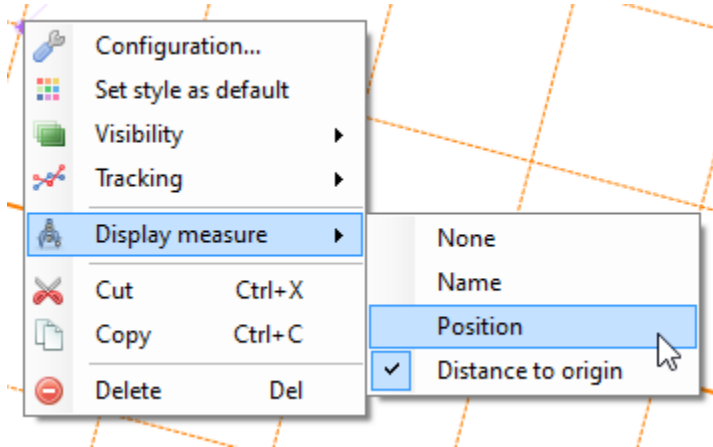 Configuration...
Set style as default
Visibility
Tracking
Display measure
Cut Ctrl+X
Copy Ctrl+C
Delete Del
None
Name
Position
Distance to origin